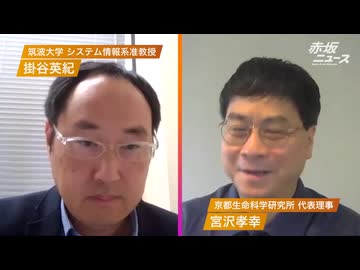 筑波大学 システム情報系准教授
掛谷英紀
赤坂
ニュース
京都生命科学研究所 代表理事
宮沢孝幸